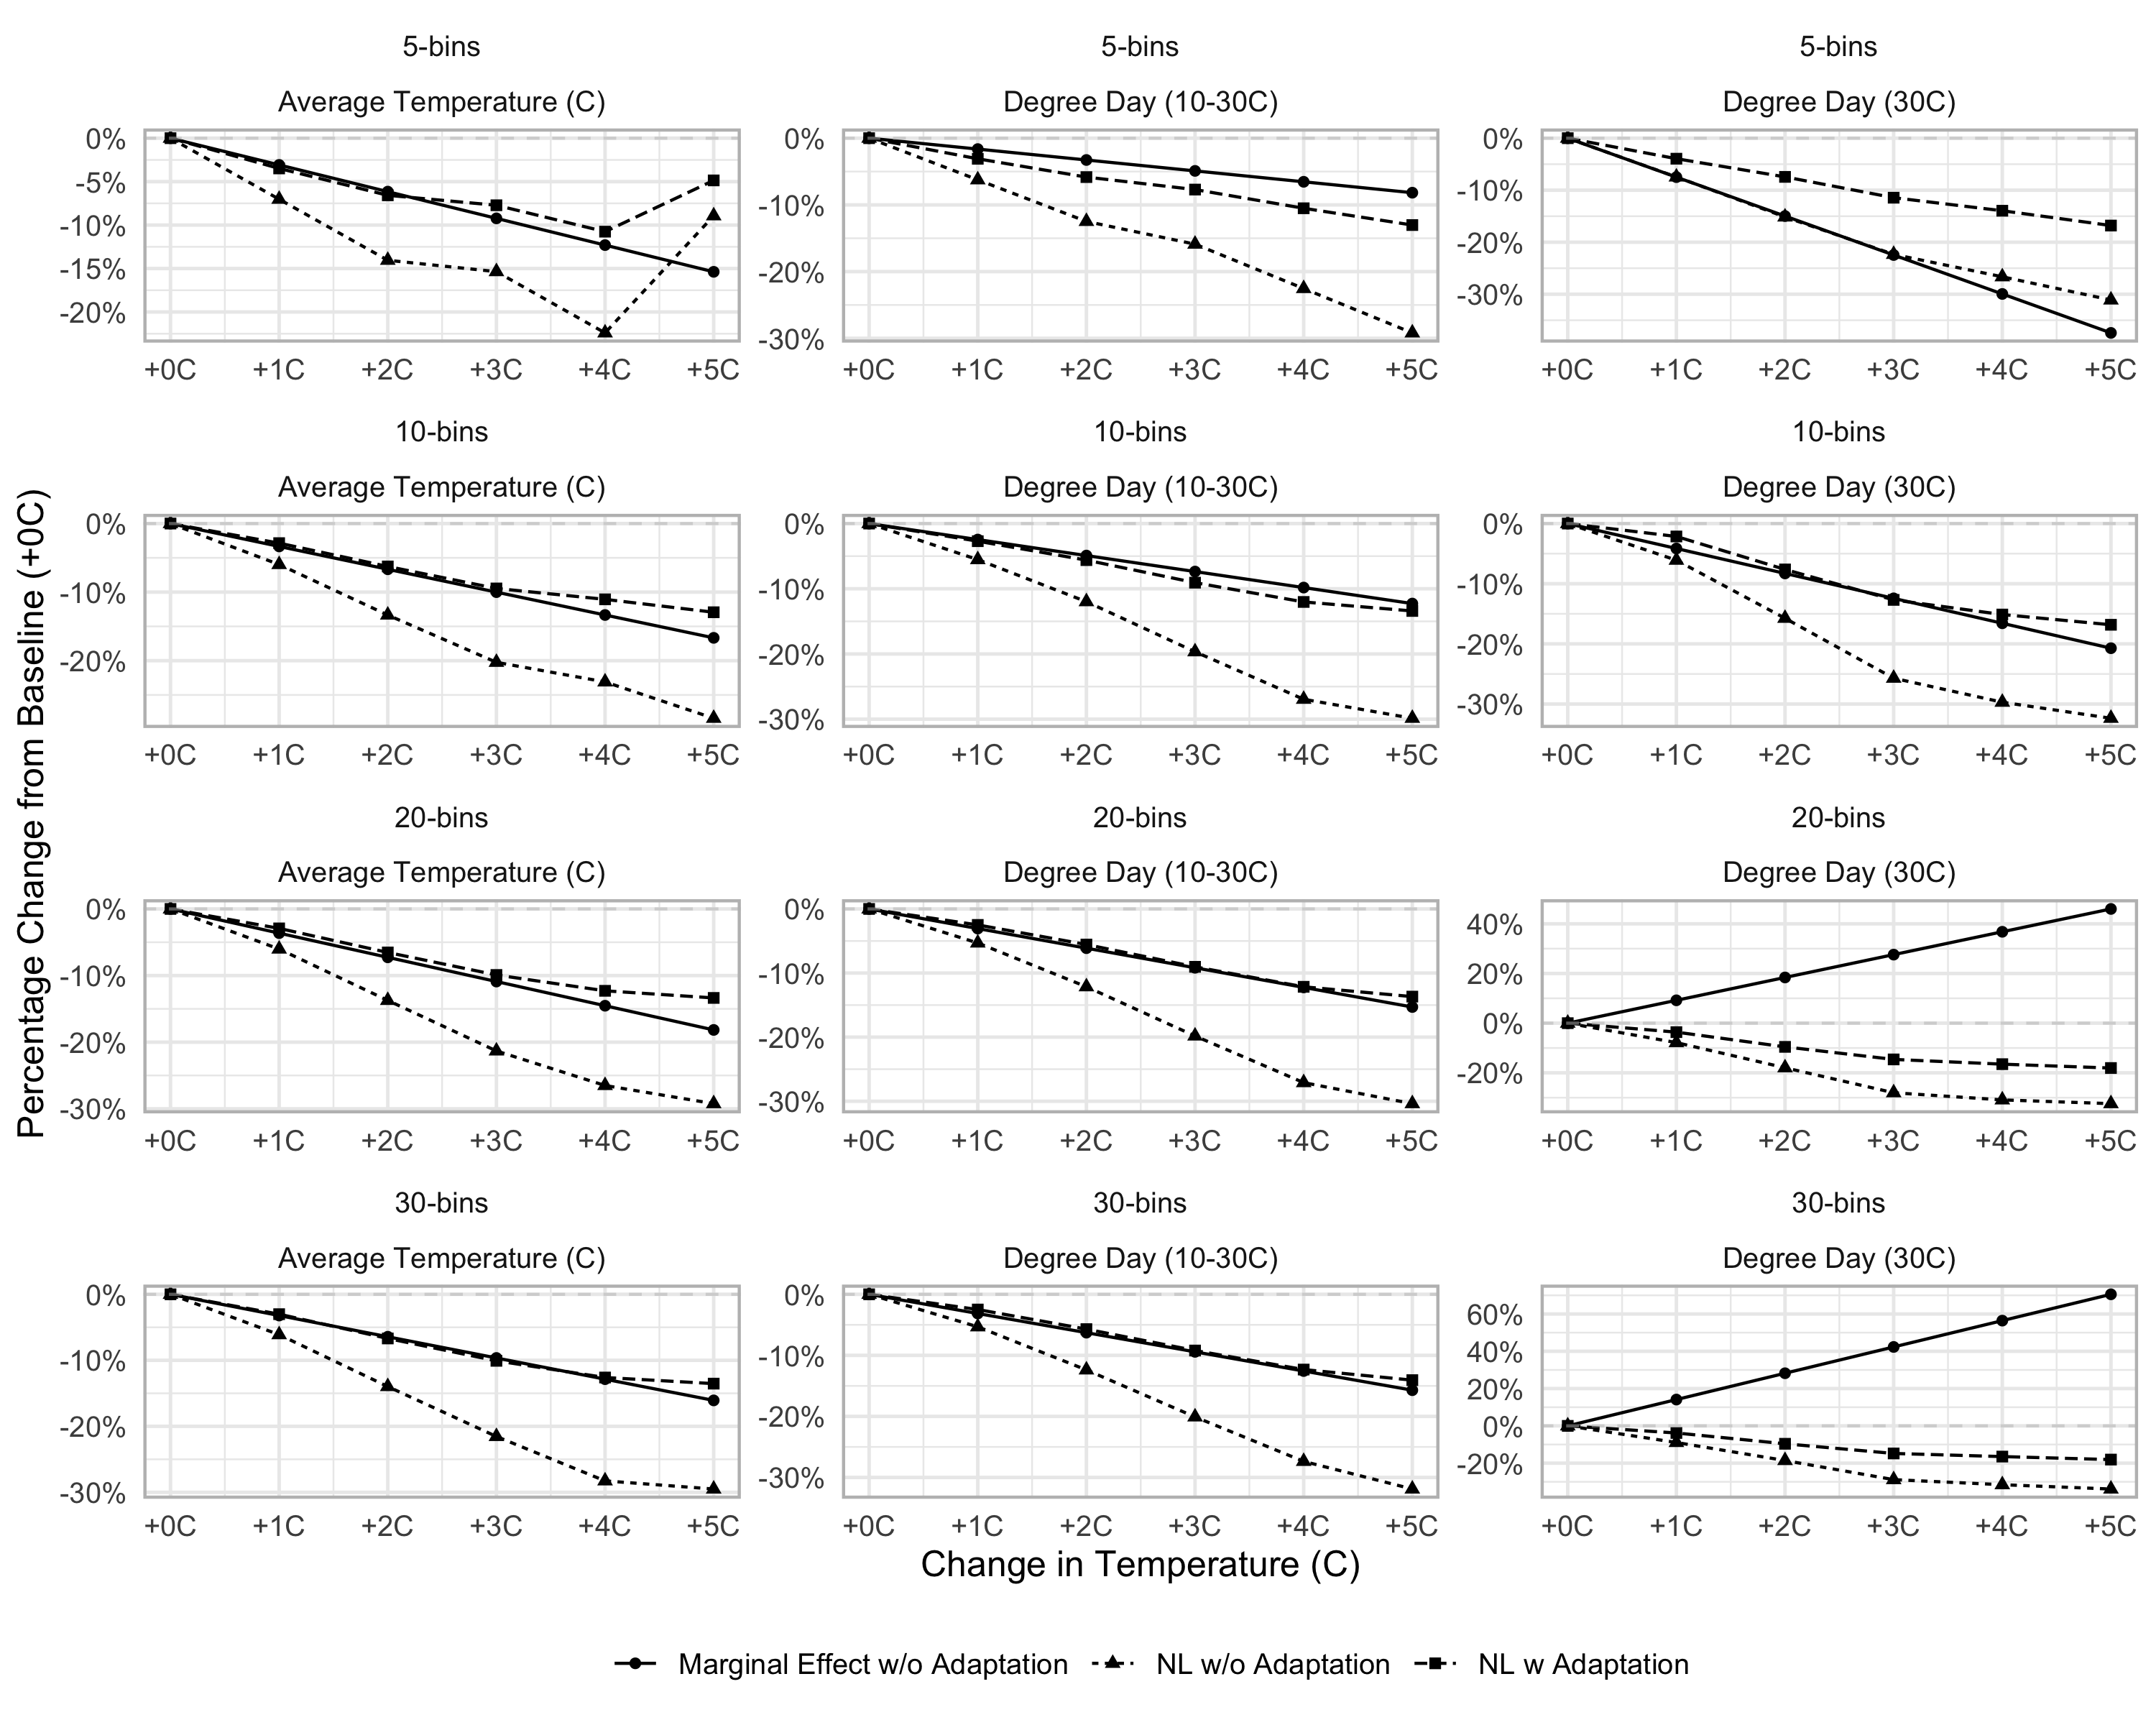 5-bins
5-bins
5-bins
Average Temperature (C)
Degree Day (10-30C)
Degree Day (30C)
0%
-5%
-10%
-15%
-20%
+0C +1C +2C +3C +4C +5C
0%
-10%
-20%
-30%
+0C +1C +2C +3C +4C +5C
0%
-10%
-20%
-30%
+0C +1C +2C +3C +4C +5C
10-bins
10-bins
10-bins
Average Temperature (C)
Degree Day (10-30C)
Degree Day (30C)
0%
-10%
-20%
+0C +1C +2C +3C +4C +5C
0%
-10%
-20%
-30%
+0C +1C +2C +3C +4C +5C
0%
-10%
-20%
-30%
+0C +1C +2C +3C +4C +5C
Percentage Change from Baseline (+0C)
20-bins
20-bins
20-bins
Average Temperature (C)
Degree Day (10-30C)
Degree Day (30C)
0%
-10%
-20%
-30%
+0C +1C +2C +3C +4C +5C
0%
-10%
-20%
-30%
+0C +1C +2C +3C +4C +5C
40%
20%
0%
-20%
+0C +1C +2C +3C +4C +5C
30-bins
30-bins
30-bins
Average Temperature (C)
Degree Day (10-30C)
Degree Day (30C)
0%
-10%
-20%
-30%
+0C +1C +2C +3C +4C +5C
0%
-10%
-20%
-30%
+0C +1C +2C +3C +4C +5C
60%
40%
20%
0%
-20%
+0C +1C +2C +3C +4C +5C
Change in Temperature (C)
Marginal Effect w/o Adaptation NL w/o Adaptation NL w Adaptation